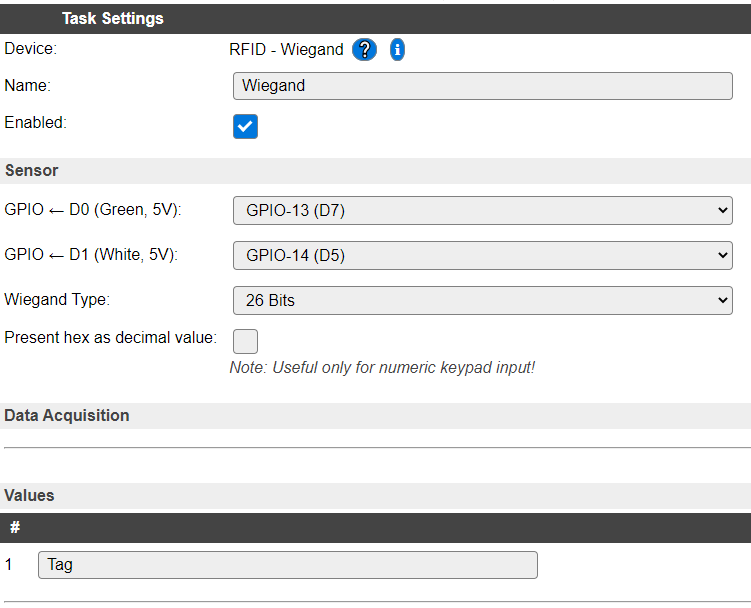 Task Settings
Device: RFID - Wiegand ? i
Name: Wiegand
Enabled:
Sensor
GPIO ← D0 (Green, 5V): GPIO-13 (D7)
GPIO ← D1 (White, 5V): GPIO-14 (D5)
Wiegand Type: 26 Bits
Present hex as decimal value:
Note: Useful only for numeric keypad input!
Data Acquisition
Values
#
1 Tag